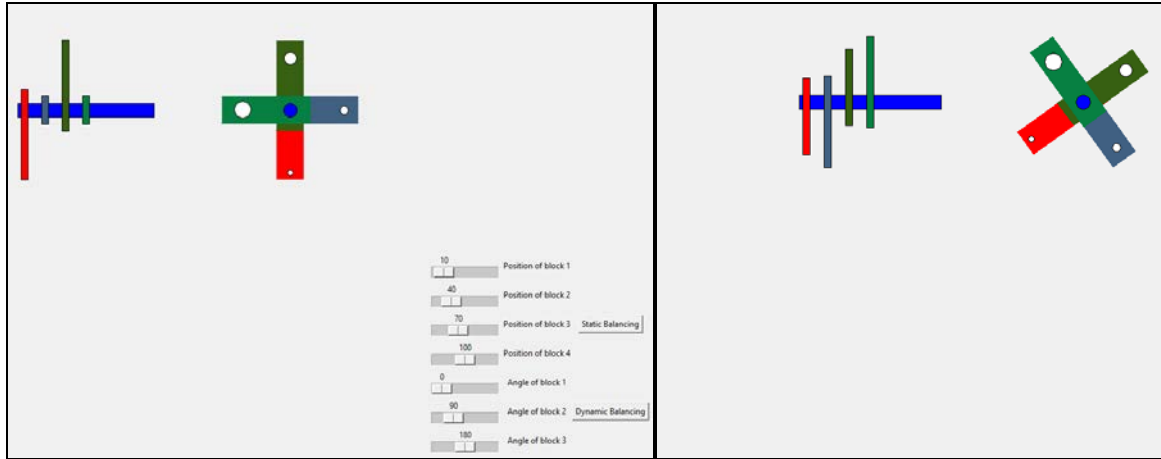 10
Position of block 1
40
Position of block 2
70
Position of block 3 Static Balancing
100
Position of block 4
0
Angle of block 1
90
Angle of block 2 Dynamic Balancing
180
Angle of block 3